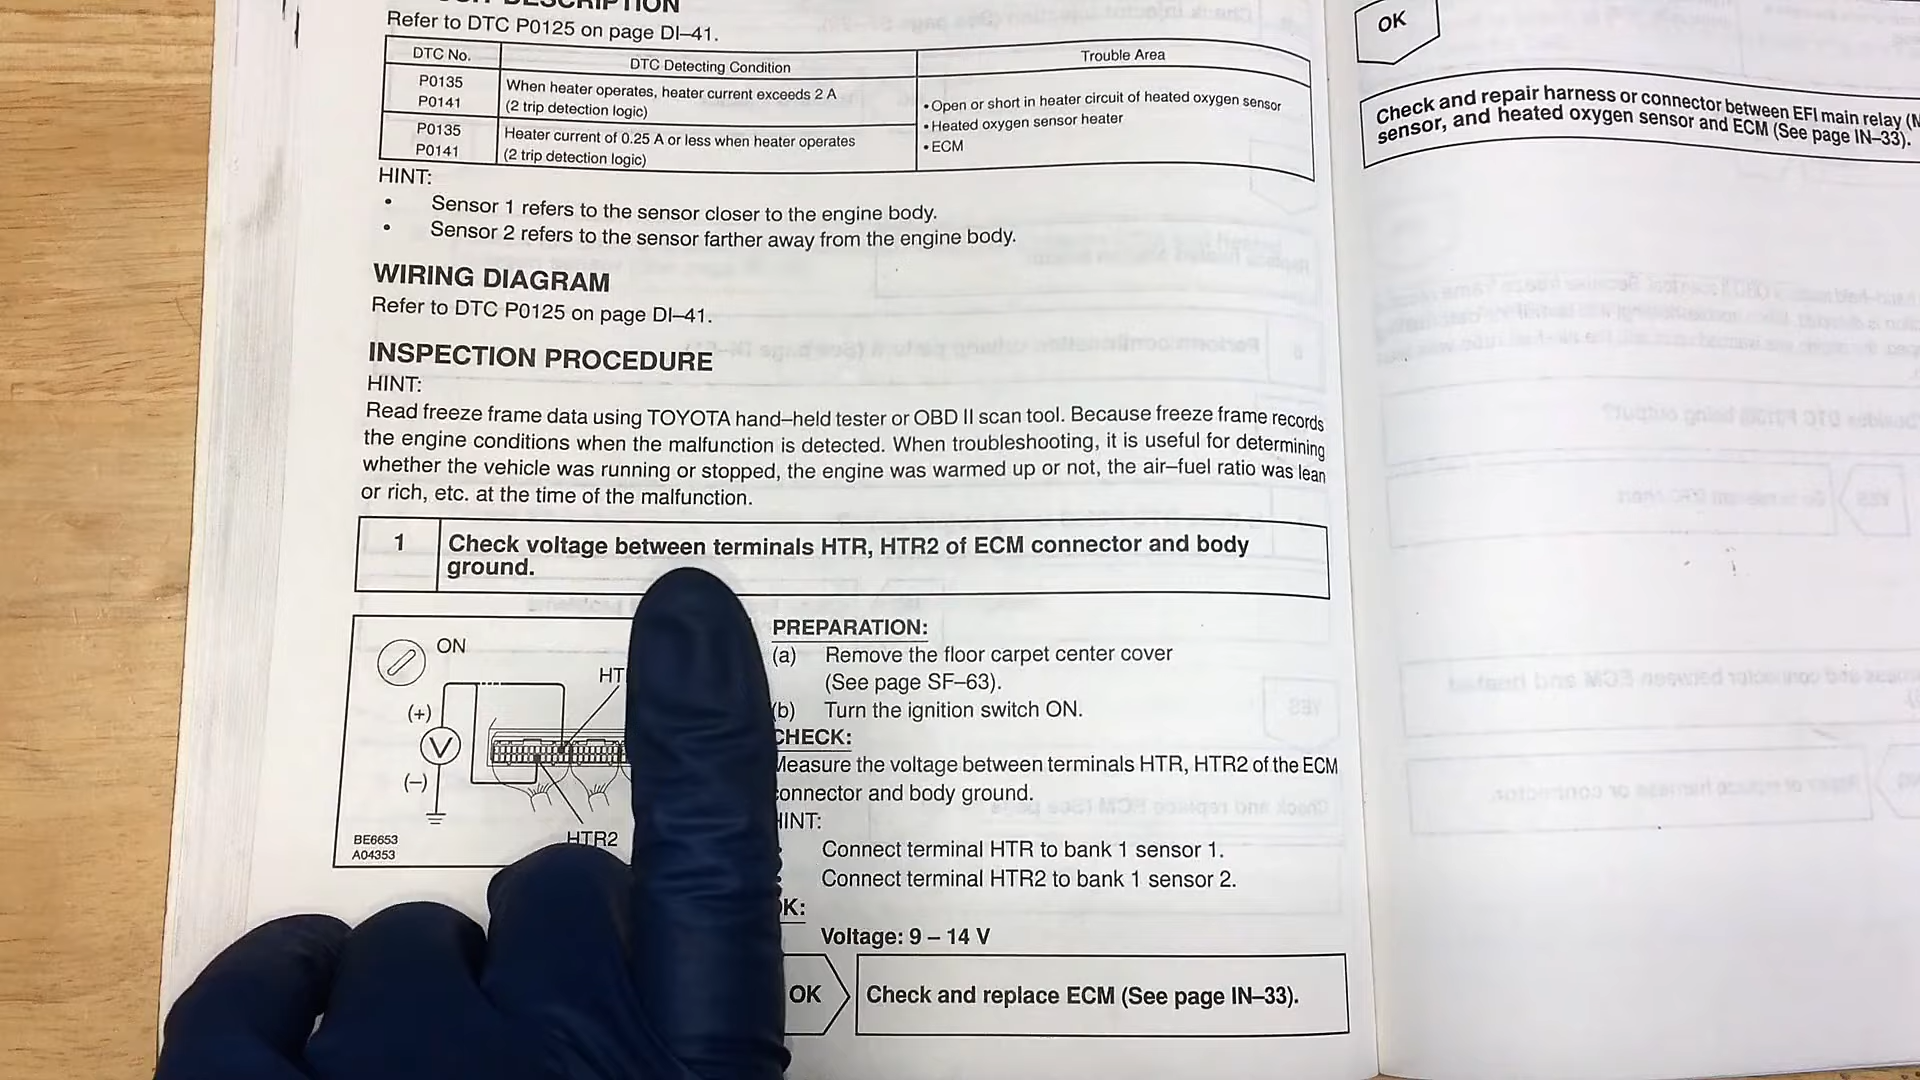 DESCRIPTION
Refer to DTC P0125 on page DI–41.
DTC No.
DTC Detecting Condition
Trouble Area
P0135
P0141
When heater operates, heater current exceeds 2 A
(2 trip detection logic)
P0135
P0141
Heater current of 0.25 A or less when heater operates
(2 trip detection logic)
•Open or short in heater circuit of heated oxygen sensor
•Heated oxygen sensor heater
•ECM
HINT:
• Sensor 1 refers to the sensor closer to the engine body.
• Sensor 2 refers to the sensor farther away from the engine body.
WIRING DIAGRAM
Refer to DTC P0125 on page DI–41.
INSPECTION PROCEDURE
HINT:
Read freeze frame data using TOYOTA hand–held tester or OBD II scan tool. Because freeze frame records
the engine conditions when the malfunction is detected. When troubleshooting, it is useful for determining
whether the vehicle was running or stopped, the engine was warmed up or not, the air–fuel ratio was lean
or rich, etc. at the time of the malfunction.
1 Check voltage between terminals HTR, HTR2 of ECM connector and body
ground.
ON
HT
(+)
V
(–)
HTR2
BE6653
A04353
PREPARATION:
(a) Remove the floor carpet center cover
(See page SF–63).
(b) Turn the ignition switch ON.
CHECK:
Measure the voltage between terminals HTR, HTR2 of the ECM
connector and body ground.
HINT:
Connect terminal HTR to bank 1 sensor 1.
Connect terminal HTR2 to bank 1 sensor 2.
OK:
Voltage: 9 – 14 V
OK
Check and replace ECM (See page IN–33).
OK
Check and repair harness or connector between EFI main relay
sensor, and heated oxygen sensor and ECM (See page IN–33).